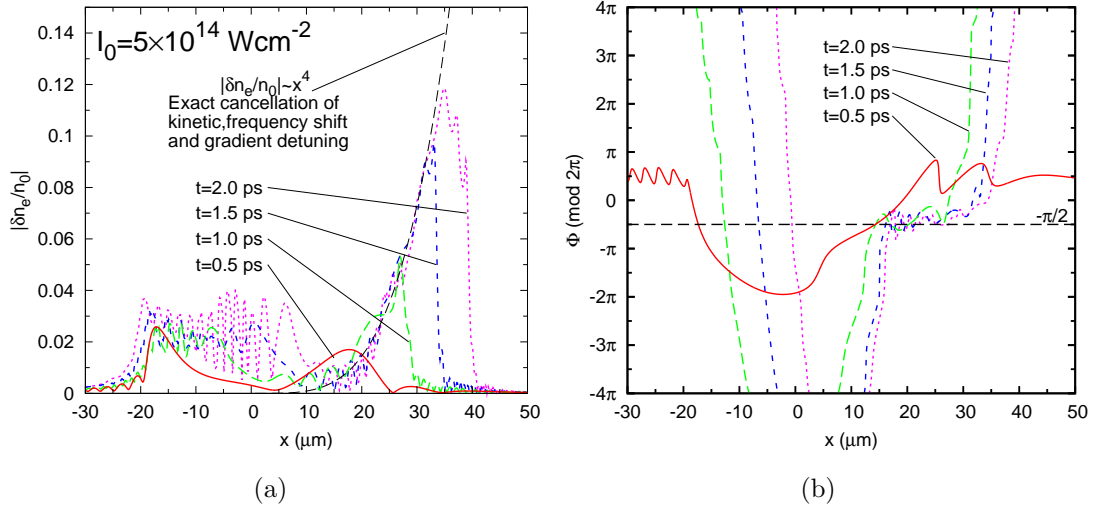 I₀=5×10¹⁴ Wcm⁻²
|δnₑ/n₀|~x⁴
Exact cancellation of
kinetic,frequency shift
and gradient detuning
t=2.0 ps
t=1.5 ps
t=1.0 ps
t=0.5 ps
|δnₑ/n₀|
0.14
0.12
0.1
0.08
0.06
0.04
0.02
0
-30 -20 -10 0 10 20 30 40 50
x (μm)
(a)
t=2.0 ps
t=1.5 ps
t=1.0 ps
t=0.5 ps
-π/2
Φ (mod 2π)
4π
3π
2π
π
0
-π
-2π
-3π
-4π
-30 -20 -10 0 10 20 30 40 50
x (μm)
(b)